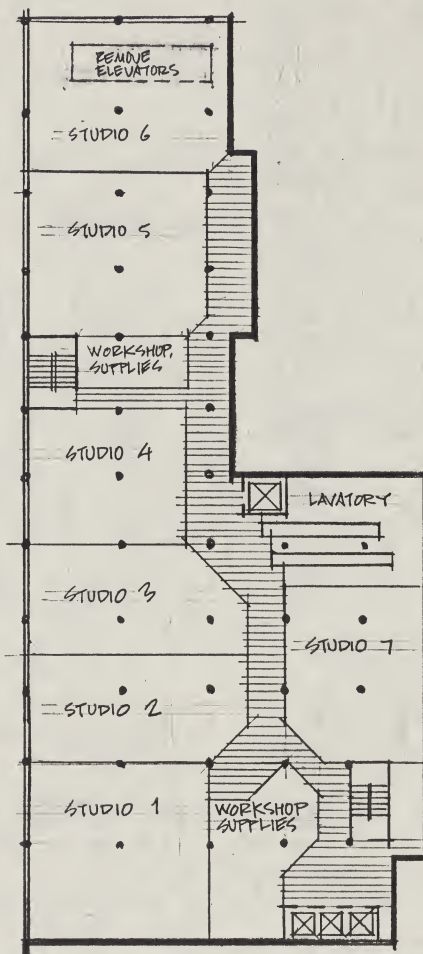 REMOVE
ELEVATORS
STUDIO 6
STUDIO 5
WORKSHOP,
SUPPLIES
STUDIO 4
LAVATORY
STUDIO 3
STUDIO 7
STUDIO 2
STUDIO 1
WORKSHOP
SUPPLIES